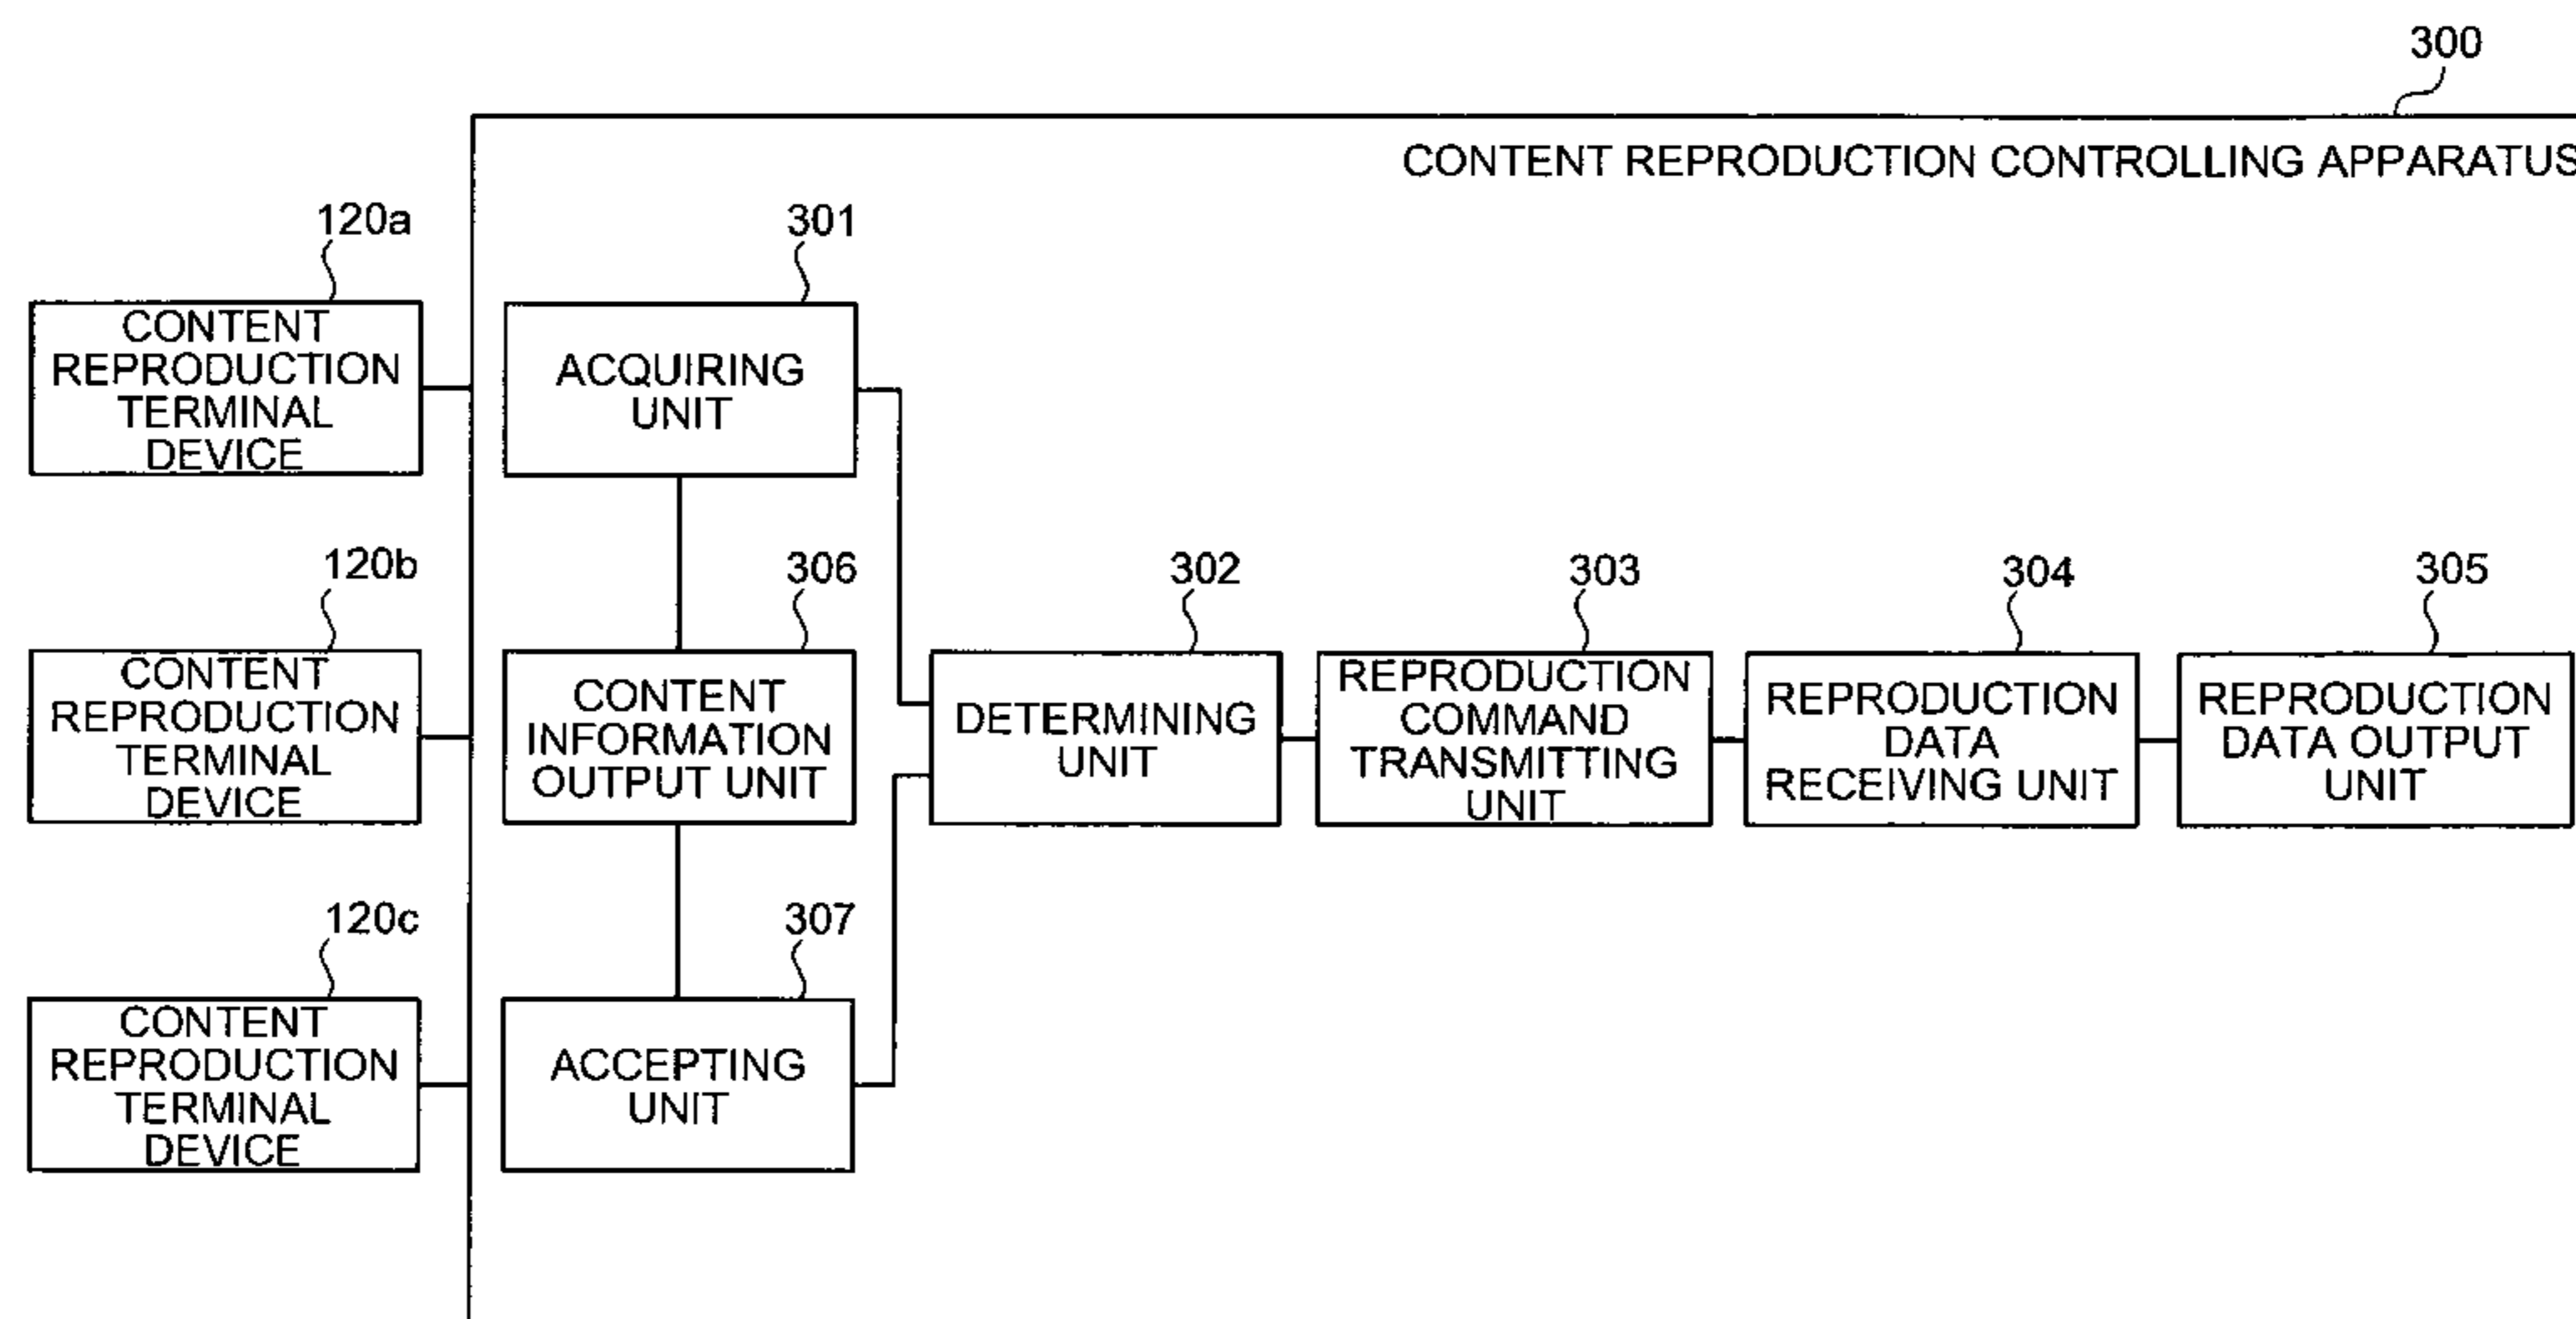 300
CONTENT REPRODUCTION CONTROLLING APPARATUS
120a
301
CONTENT
REPRODUCTION
TERMINAL
DEVICE
ACQUIRING
UNIT
120b
306
302
303
304
305
CONTENT
REPRODUCTION
TERMINAL
DEVICE
CONTENT
INFORMATION
OUTPUT UNIT
DETERMINING
UNIT
REPRODUCTION
COMMAND
TRANSMITTING
UNIT
REPRODUCTION
DATA
RECEIVING UNIT
REPRODUCTION
DATA OUTPUT
UNIT
120c
307
CONTENT
REPRODUCTION
TERMINAL
DEVICE
ACCEPTING
UNIT